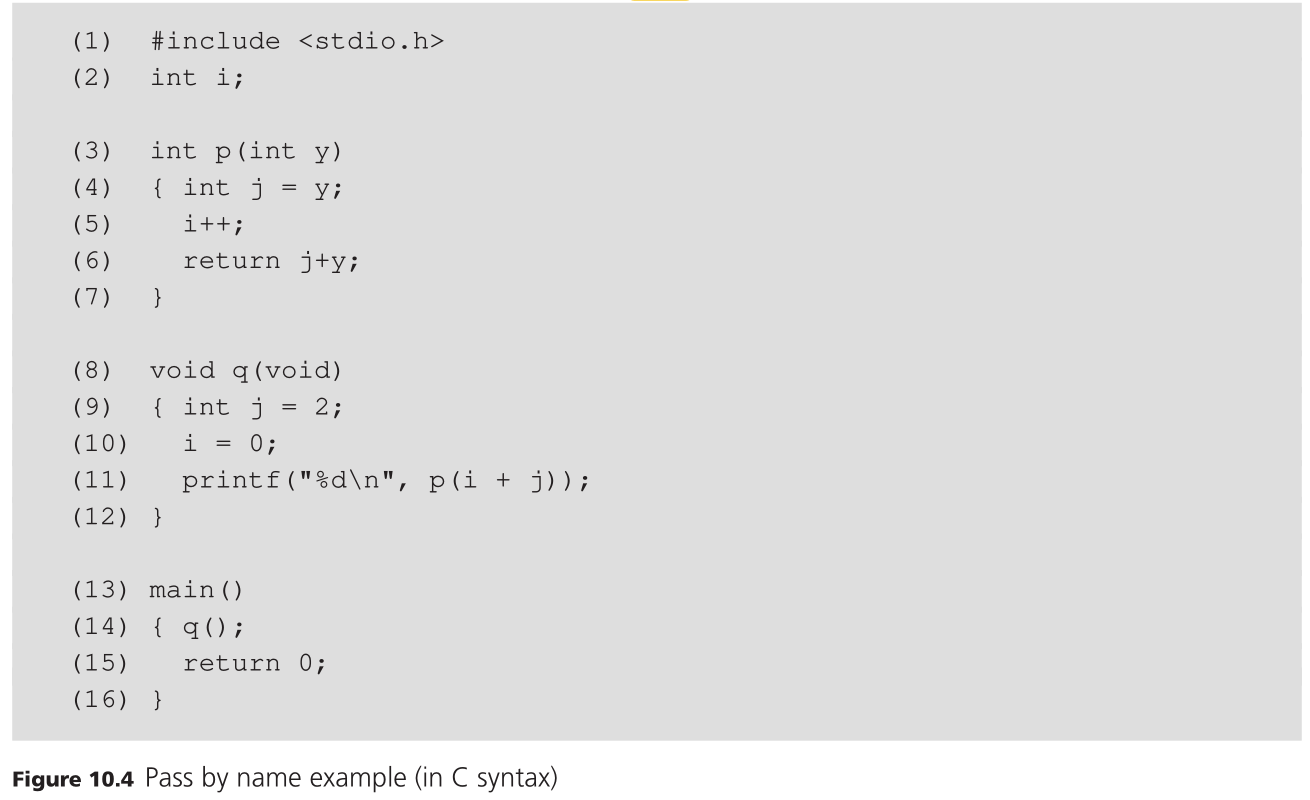 (1) #include <stdio.h>
(2) int i;
(3) int p(int y)
(4) { int j = y;
(5) i++;
(6) return j+y;
(7) }
(8) void q(void)
(9) { int j = 2;
(10) i = 0;
(11) printf("%d\n", p(i + j));
(12) }
(13) main()
(14) { q();
(15) return 0;
(16) }
Figure 10.4 Pass by name example (in C syntax)